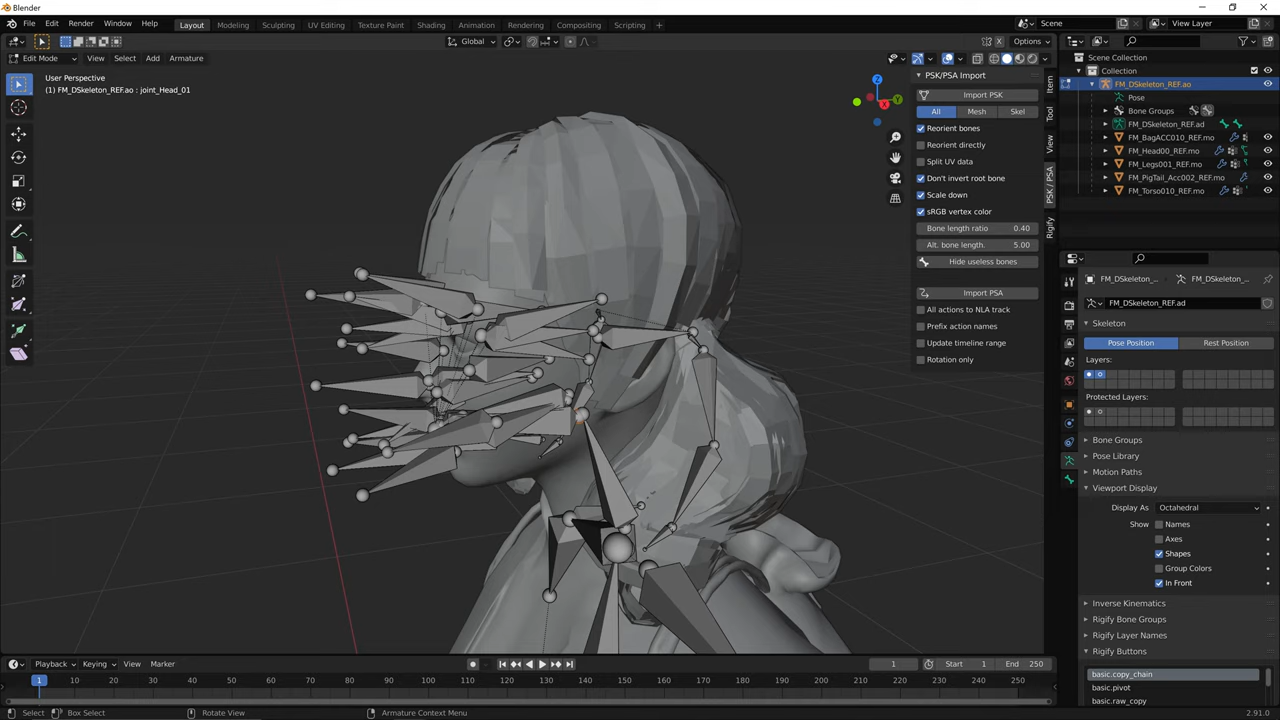 Blender
File Edit Render Window Help Layout Modeling Sculpting UV Editing Texture Paint Shading Animation Rendering Compositing Scripting + Scene View Layer
Global Options
Edit Mode View Select Add Armature
User Perspective
(1) FM_DSkeleton_REF.ao : joint_Head_01
Z
Y
X
PSK/PSA Import
Import PSK
All Mesh Skel
Reorient bones
Reorient directly
Split UV data
Don't invert root bone
Scale down
sRGB vertex color
Bone length ratio 0.40
Alt. bone length. 5.00
Hide useless bones
Import PSA
All actions to NLA track
Prefix action names
Update timeline range
Rotation only
Item
Tool
View
PSK / PSA
Rigify
Scene Collection
Collection
FM_DSkeleton_REF.ao
Pose
Bone Groups
FM_DSkeleton_REF.ad
FM_BagACC010_REF.mo
FM_Head00_REF.mo
FM_Legs001_REF.mo
FM_PigTail_Acc002_REF.mo
FM_Torso010_REF.mo
FM_DSkeleton_... FM_DSkeleton_...
FM_DSkeleton_REF.ad
Skeleton
Pose Position Rest Position
Layers:
Protected Layers:
Bone Groups
Pose Library
Motion Paths
Viewport Display
Display As Octahedral
Show Names
Axes
Shapes
Group Colors
In Front
Inverse Kinematics
Rigify Bone Groups
Rigify Layer Names
Rigify Buttons
basic.copy_chain
basic.pivot
basic.raw_copy
Playback Keying View Marker 1 Start 1 End 250
1 10 20 30 40 50 60 70 80 90 100 110 120 130 140 150 160 170 180 190 200 210 220 230 240 250
Select Box Select Rotate View Armature Context Menu 2.91.0